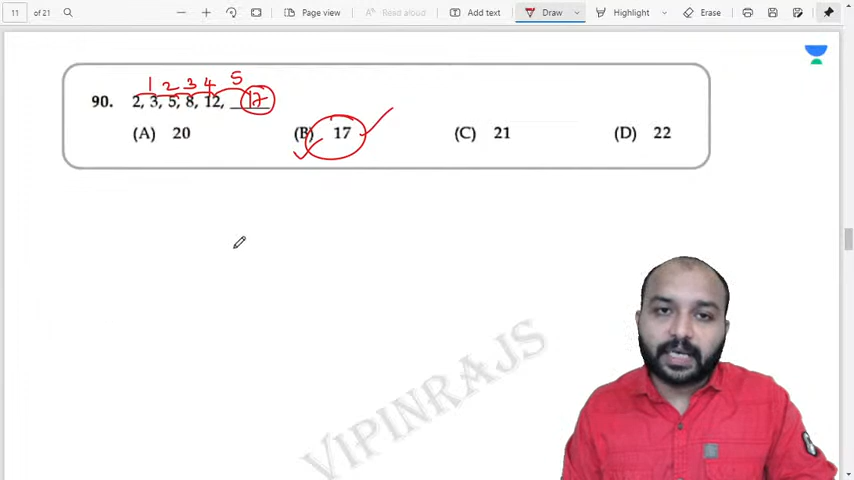 11 of 21 Page view Read aloud Add text Draw Highlight Erase
1 2 3 4 5
90. 2, 3, 5, 8, 12, ____ 17
(A) 20 (B) 17 (C) 21 (D) 22
VIPINRAJS